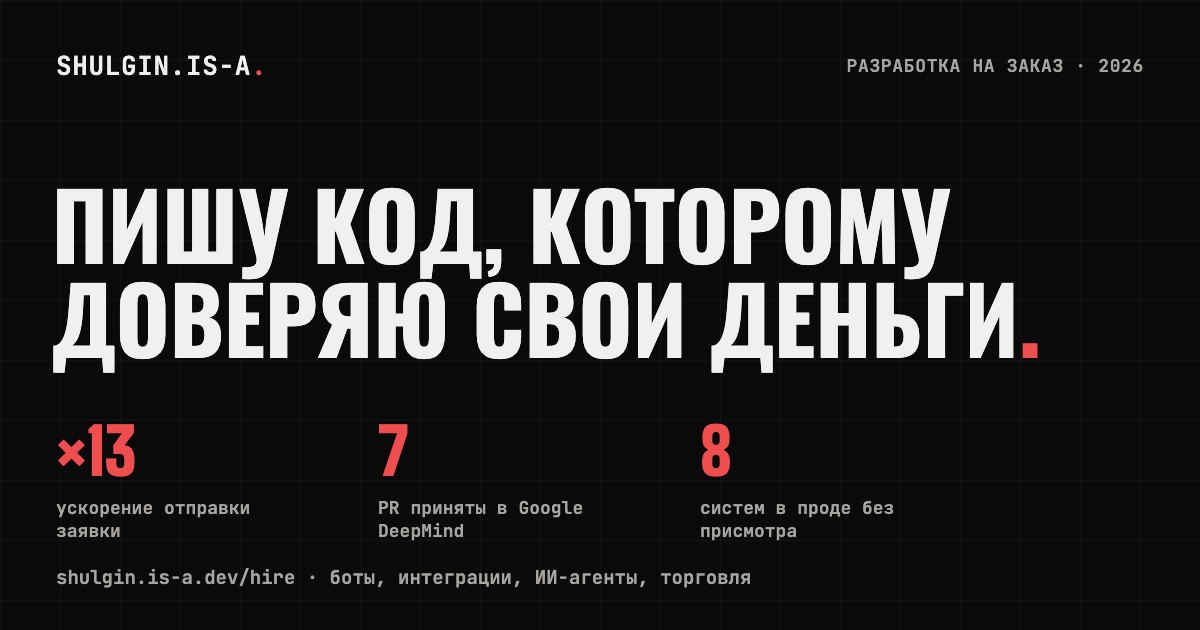 SHULGIN.IS-A.
РАЗРАБОТКА НА ЗАКАЗ · 2026
ПИШУ КОД, КОТОРОМУ
ДОВЕРЯЮ СВОИ ДЕНЬГИ.
×13
ускорение отправки
заявки
7
PR приняты в Google
DeepMind
8
систем в проде без
присмотра
shulgin.is-a.dev/hire · боты, интеграции, ИИ-агенты, торговля